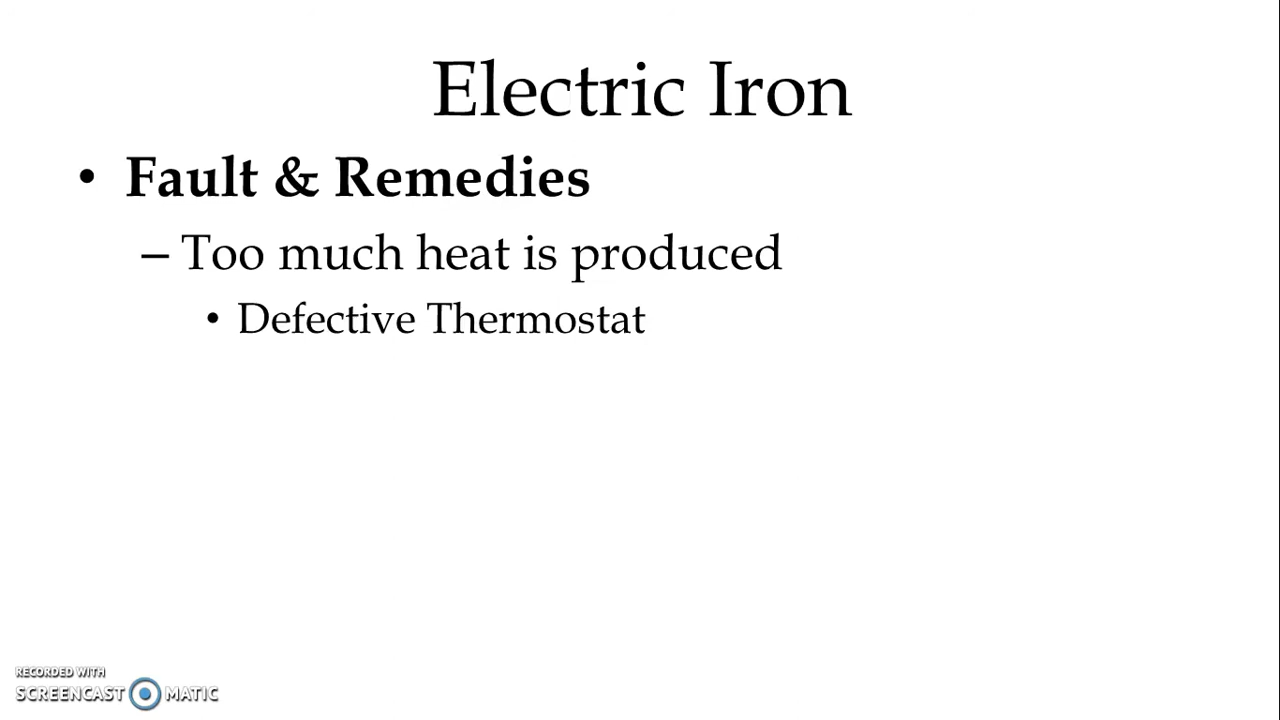 Electric Iron
• Fault & Remedies
– Too much heat is produced
• Defective Thermostat
RECORDED WITH
SCREENCAST MATIC